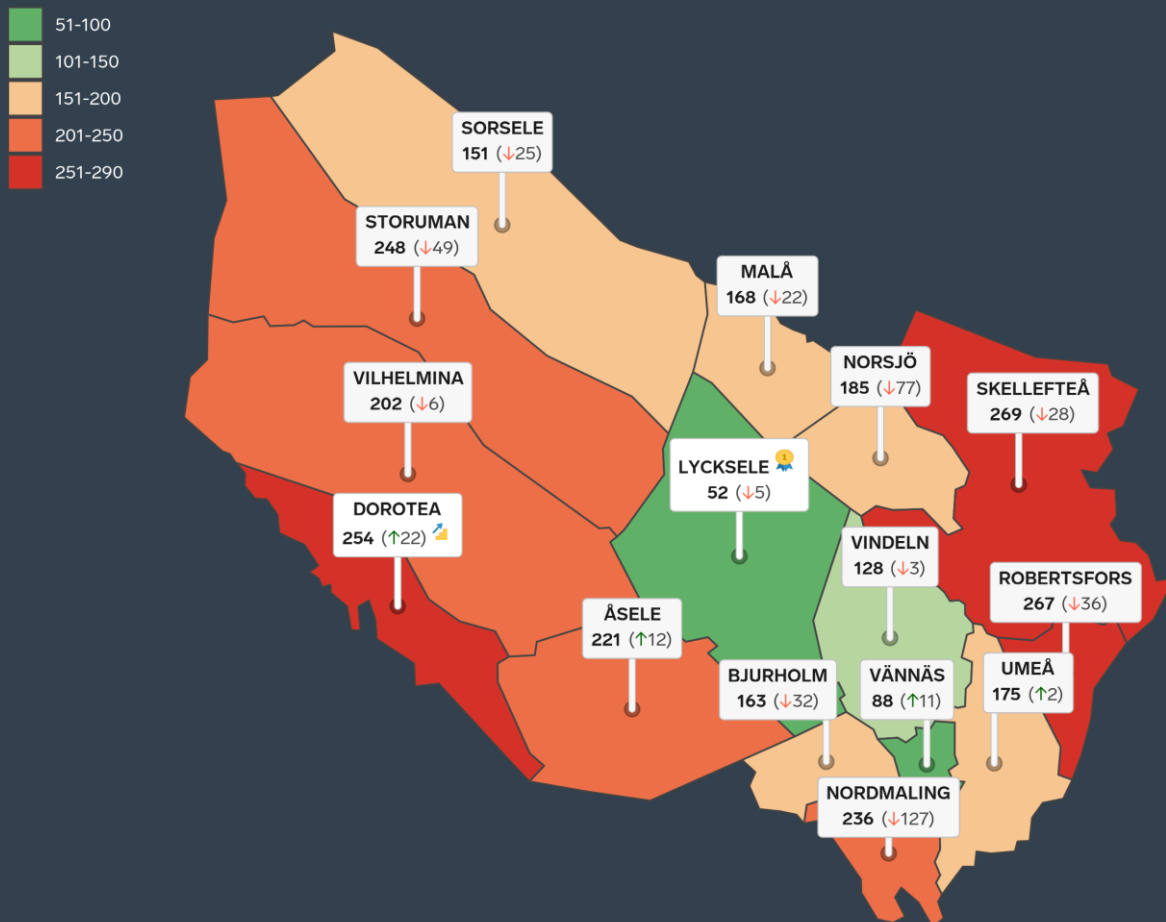 51-100
101-150
151-200
201-250
251-290
SORSELE
151 (↓25)
STORUMAN
248 (↓49)
MALÅ
168 (↓22)
NORSJÖ
185 (↓77)
VILHELMINA
202 (↓6)
SKELLEFTEÅ
269 (↓28)
LYCKSELE
52 (↓5)
DOROTEA
254 (↑22)
VINDELN
128 (↓3)
ROBERTSFORS
267 (↓36)
ÅSELE
221 (↑12)
BJURHOLM
163 (↓32)
VÄNNÄS
88 (↑11)
UMEÅ
175 (↑2)
NORDMALING
236 (↓127)